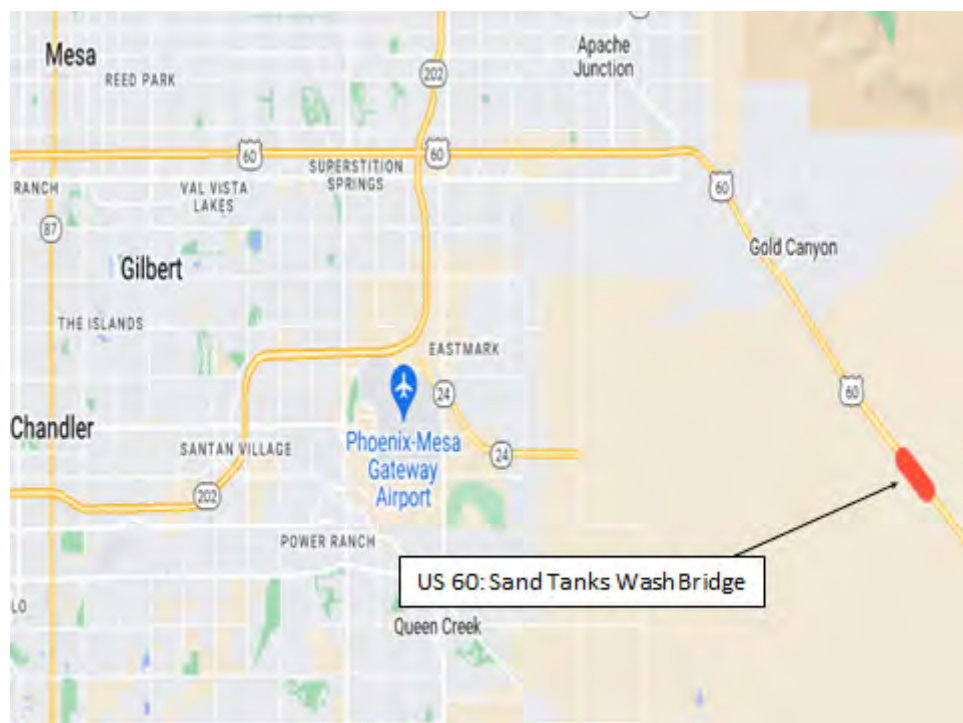 Mesa
REED PARK
Apache
Junction
202
60
60
SUPERSTITION
SPRINGS
RANCH
VAL VISTA
LAKES
60
87
Gold Canyon
Gilbert
THE ISLANDS
EASTMARK
24
60
Chandler
SANTAN VILLAGE
Phoenix-Mesa
Gateway
Airport
24
202
POWER RANCH
US 60: Sand Tanks Wash Bridge
LO
Queen Creek